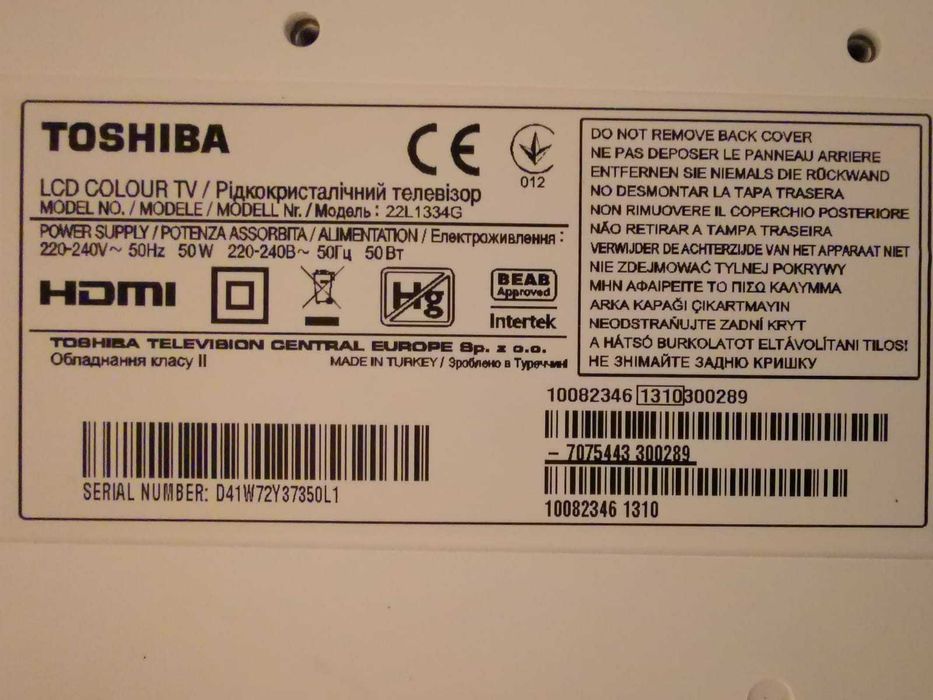 TOSHIBA
CE
012
LCD COLOUR TV / Рідкокристалічний телевізор
MODEL NO. / MODELE / MODELL Nr. / Модель: 22L1334G
POWER SUPPLY / POTENZA ASSORBITA / ALIMENTATION / Електроживлення:
220-240V~ 50Hz 50W 220-240В~ 50Гц 50Вт
HDMI
Hg
BEAB
Approved
Intertek
TOSHIBA TELEVISION CENTRAL EUROPE Sp. z o.o.
Обладнання класу II
MADE IN TURKEY / Зроблено в Туреччині
DO NOT REMOVE BACK COVER
NE PAS DEPOSER LE PANNEAU ARRIERE
ENTFERNEN SIE NIEMALS DIE RÜCKWAND
NO DESMONTAR LA TAPA TRASERA
NON RIMUOVERE IL COPERCHIO POSTERIORE
NÃO RETIRAR A TAMPA TRASEIRA
VERWIJDER DE ACHTERZIJDE VAN HET APPARAAT NIET
NIE ZDEJMOWAĆ TYLNEJ POKRYWY
ΜΗΝ ΑΦΑΙΡΕΙΤΕ ΤΟ ΠΙΣΩ ΚΑΛΥΜΜΑ
ARKA KAPAĞI ÇIKARTMAYIN
NEODSTRAŇUJTE ZADNÍ KRYT
A HÁTSÓ BURKOLATOT ELTÁVOLÍTANI TILOS!
НЕ ЗНІМАЙТЕ ЗАДНЮ КРИШКУ
SERIAL NUMBER: D41W72Y37350L1
10082346 1310300289
- 7075443 300289
10082346 1310